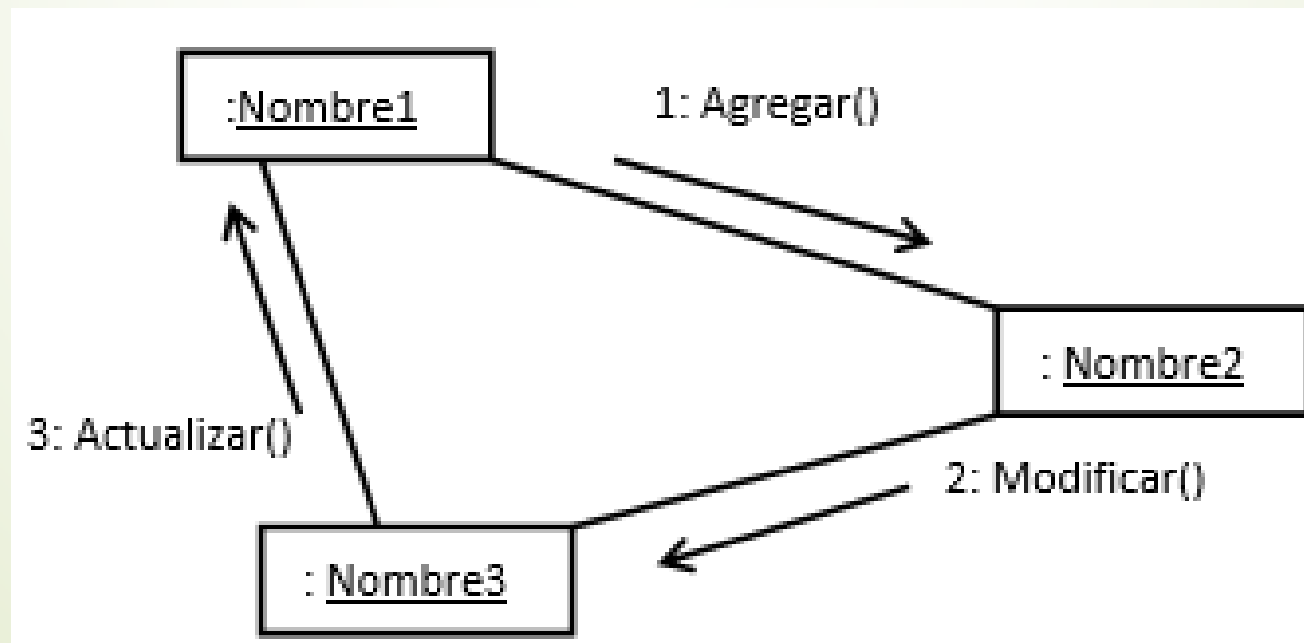 :Nombre1
1: Agregar()
: Nombre2
3: Actualizar()
2: Modificar()
: Nombre3